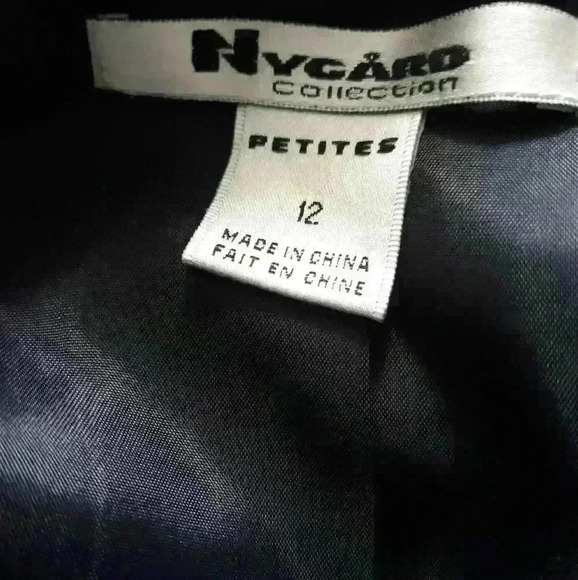 NYGÅRD
Collection
PETITES
12
MADE IN CHINA
FAIT EN CHINE